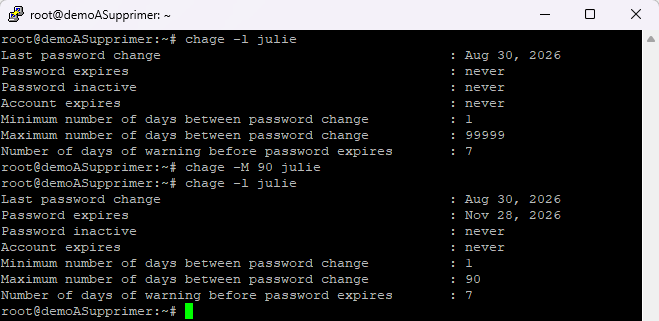 root@demoASupprimer: ~
root@demoASupprimer:~# chage -l julie
Last password change : Aug 30, 2026
Password expires : never
Password inactive : never
Account expires : never
Minimum number of days between password change : 1
Maximum number of days between password change : 99999
Number of days of warning before password expires : 7
root@demoASupprimer:~# chage -M 90 julie
root@demoASupprimer:~# chage -l julie
Last password change : Aug 30, 2026
Password expires : Nov 28, 2026
Password inactive : never
Account expires : never
Minimum number of days between password change : 1
Maximum number of days between password change : 90
Number of days of warning before password expires : 7
root@demoASupprimer:~#